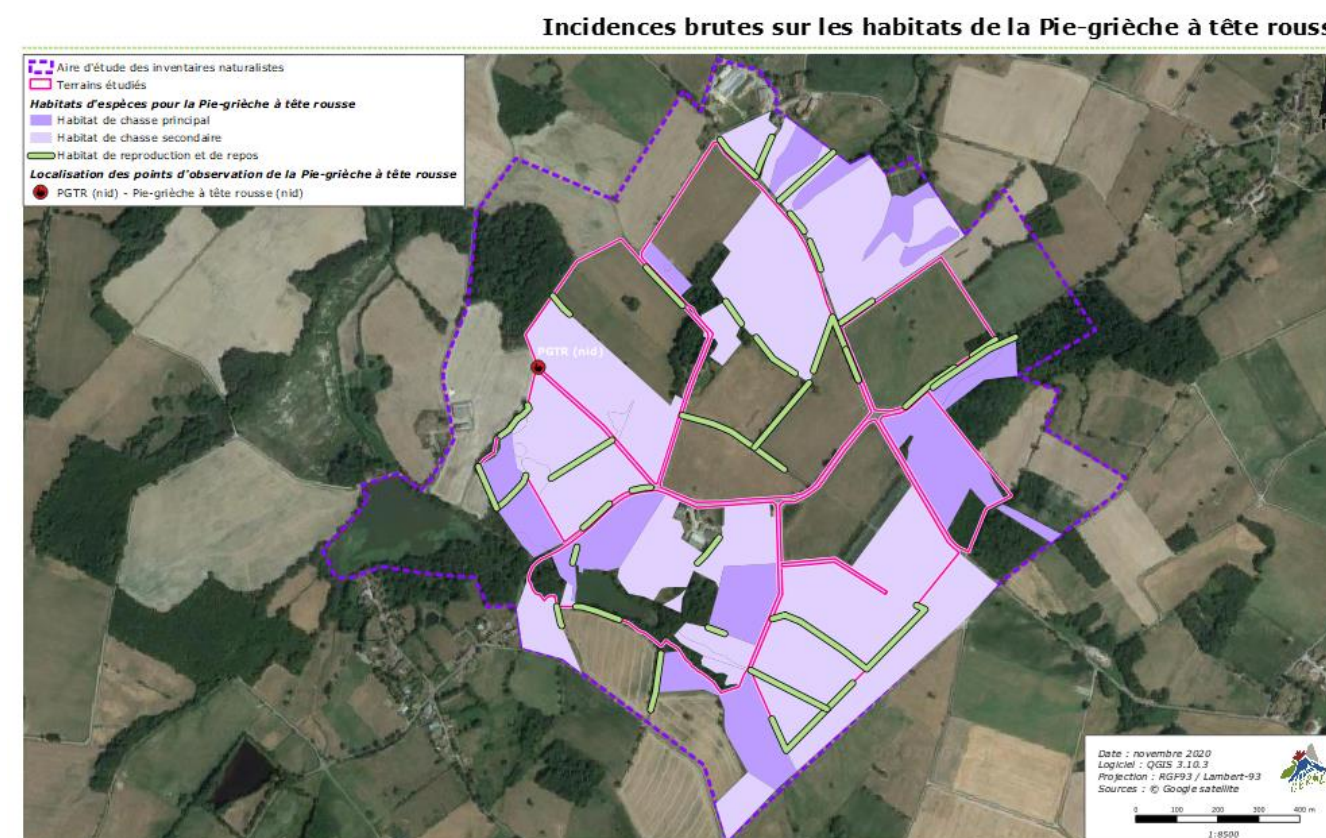 Incidences brutes sur les habitats de la Pie-grièche à tête rouss
Aire d'étude des inventaires naturalistes
Terrains étudiés
Habitats d'espèces pour la Pie-grièche à tête rousse
Habitat de chasse principal
Habitat de chasse secondaire
Habitat de reproduction et de repos
Localisation des points d'observation de la Pie-grièche à tête rousse
PGTR (nid) - Pie-grièche à tête rousse (nid)
PGTR (nid)
Date : novembre 2020
Logiciel : QGIS 3.10.3
Projection : RGF93 / Lambert-93
Sources : © Google satellite
0 100 200 300 400 m
1:8500